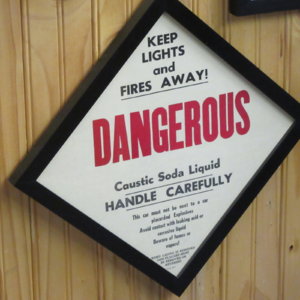 KEEP
LIGHTS
and
FIRES AWAY!
DANGEROUS
Caustic Soda Liquid
HANDLE CAREFULLY
This car must not be next to a car
placarded Explosives
Avoid contact with leaking acid or
corrosive liquid.
Beware of fumes or
vapors!